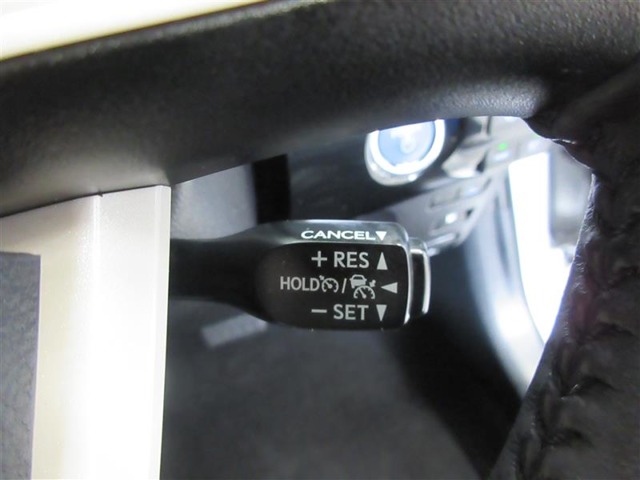 CANCEL▼
+ RES ▲
HOLD / ◀
− SET ▼